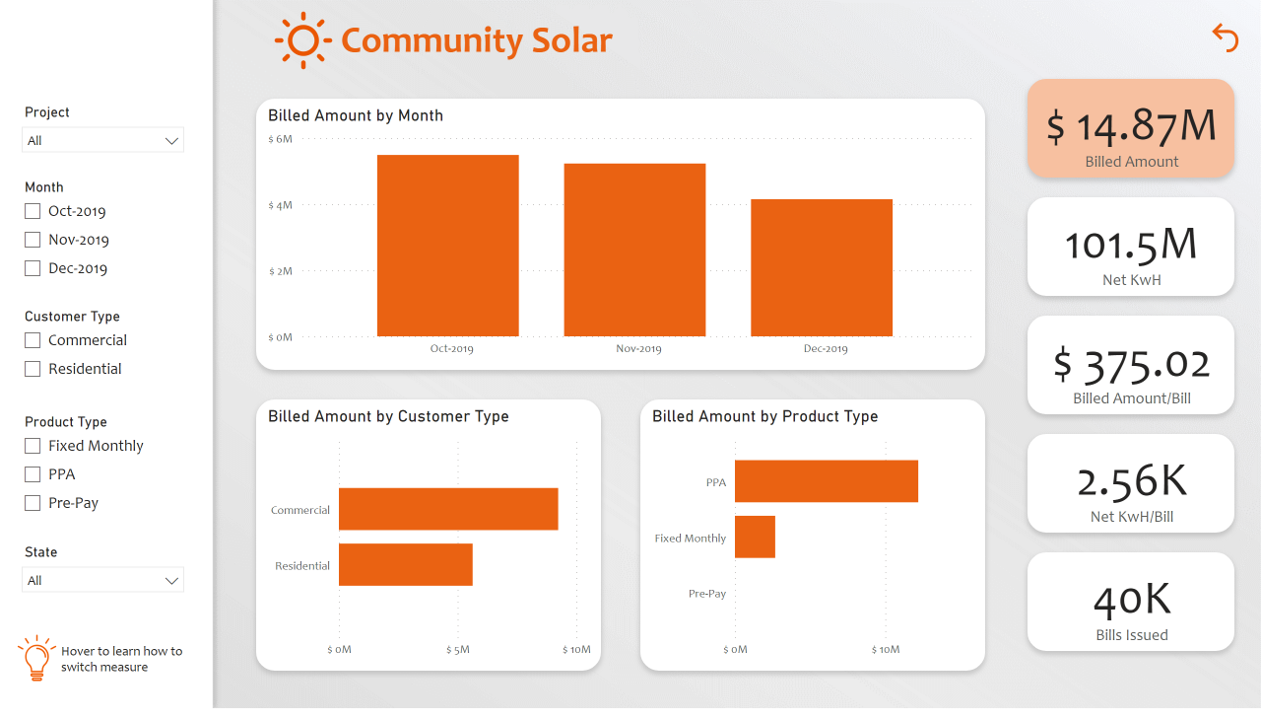 Community Solar
Project
All
Month
Oct-2019
Nov-2019
Dec-2019
Customer Type
Commercial
Residential
Product Type
Fixed Monthly
PPA
Pre-Pay
State
All
Hover to learn how to
switch measure
Billed Amount by Month
$ 6M
$ 4M
$ 2M
$ 0M
Oct-2019 Nov-2019 Dec-2019
Billed Amount by Customer Type
Commercial
Residential
$ 0M $ 5M $ 10M
Billed Amount by Product Type
PPA
Fixed Monthly
Pre-Pay
$ 0M $ 10M
$ 14.87M
Billed Amount
101.5M
Net KwH
$ 375.02
Billed Amount/Bill
2.56K
Net KwH/Bill
40K
Bills Issued